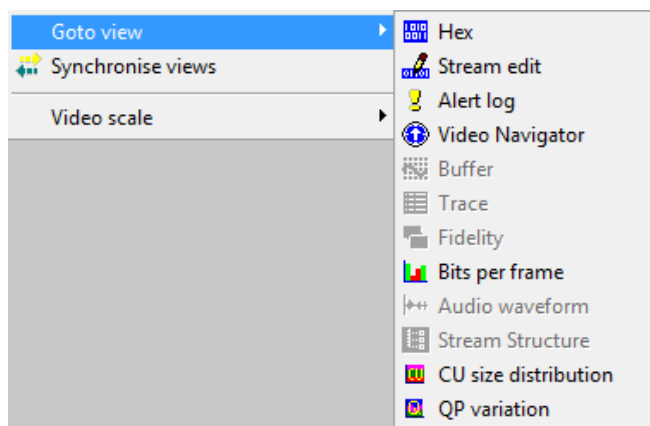 Goto view
Synchronise views
Video scale
Hex
Stream edit
Alert log
Video Navigator
Buffer
Trace
Fidelity
Bits per frame
Audio waveform
Stream Structure
CU size distribution
QP variation